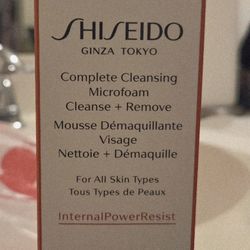 SHISEIDO
GINZA TOKYO
Complete Cleansing
Microfoam
Cleanse + Remove
Mousse Démaquillante
Visage
Nettoie + Démaquille
For All Skin Types
Tous Types de Peaux
InternalPowerResist